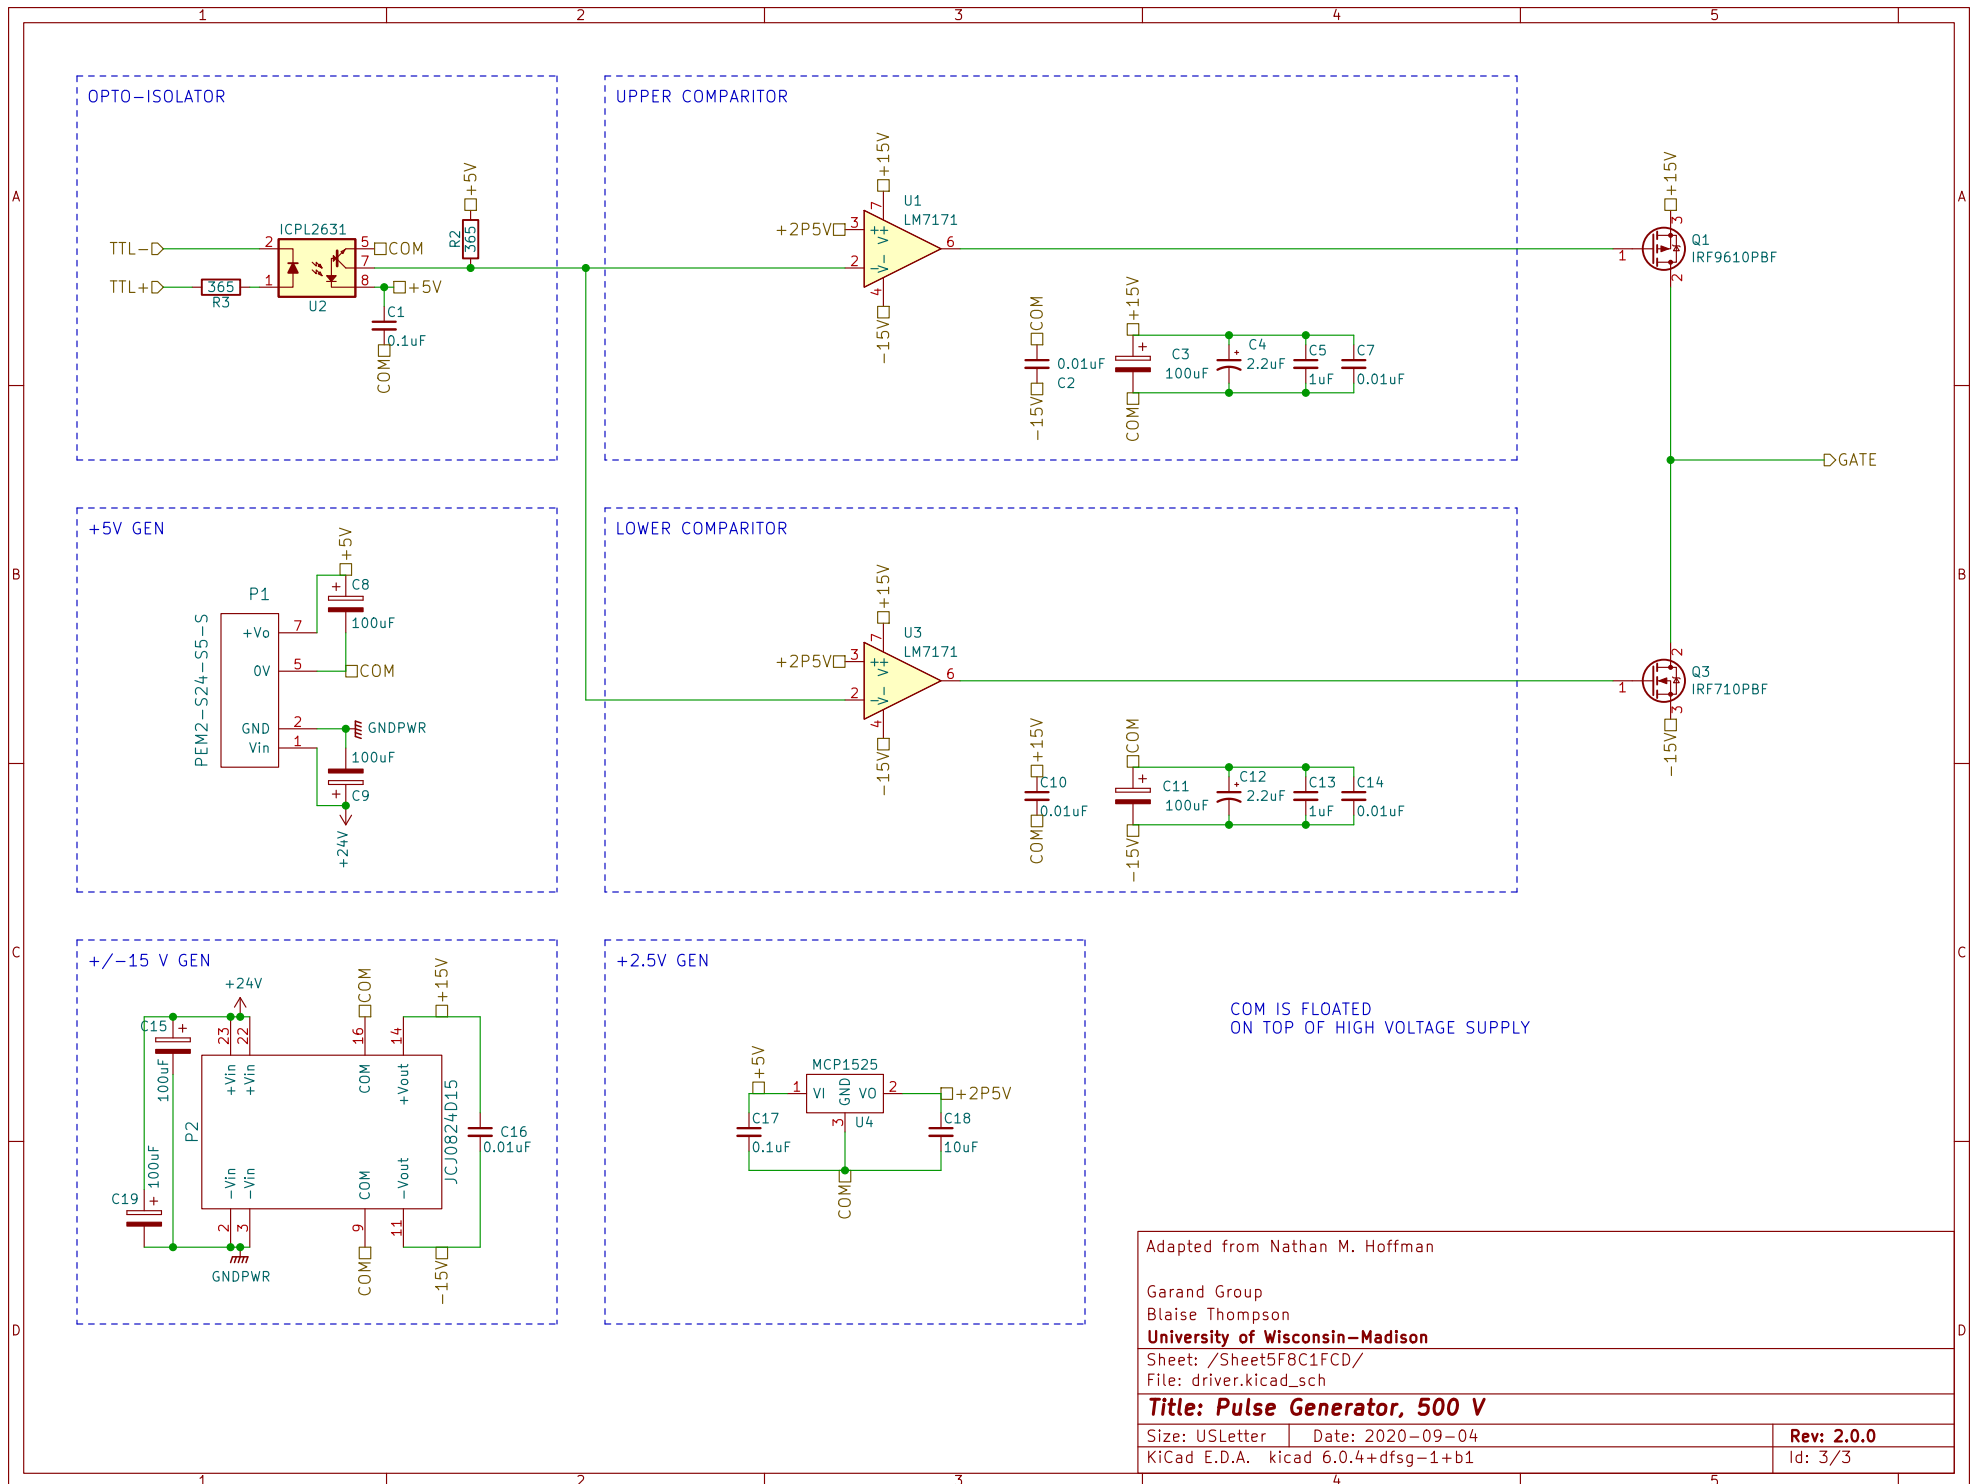 1 2 3 4 5
A
B
C
D
A
B
C
D
1 2 3 4 5
OPTO-ISOLATOR
+5V
ICPL2631
R2
365
TTL-
2
5
COM
7
TTL+
365
R3
1
8
+5V
U2
C1
0.1uF
COM
UPPER COMPARITOR
+15V
7
U1
LM7171
+2P5V
3
+
V+
6
2
-
V-
4
-15V
COM
0.01uF
C2
-15V
+15V
+
C3
100uF
COM
+
C4
2.2uF
C5
1uF
C7
0.01uF
+15V
3
Q1
IRF9610PBF
1
2
GATE
+5V GEN
+5V
+
C8
100uF
P1
PEM2-S24-S5-S
+Vo
7
0V
5
COM
GND
2
GNDPWR
Vin
1
100uF
+
C9
+24V
LOWER COMPARITOR
+15V
7
U3
LM7171
+2P5V
3
+
V+
6
2
-
V-
4
-15V
+15V
C10
0.01uF
COM
COM
+
C11
100uF
-15V
+
C12
2.2uF
C13
1uF
C14
0.01uF
2
Q3
IRF710PBF
1
3
-15V
+/-15 V GEN
+24V
COM
+15V
C15
+
100uF
23
22
16
14
+Vin
+Vin
COM
+Vout
P2
JCJ0824D15
C16
0.01uF
100uF
C19
+
-Vin
-Vin
COM
-Vout
2
3
9
11
GNDPWR
COM
-15V
+2.5V GEN
+5V
MCP1525
1
VI
GND
VO
2
+2P5V
3
U4
C17
0.1uF
C18
10uF
COM
COM IS FLOATED
ON TOP OF HIGH VOLTAGE SUPPLY
Adapted from Nathan M. Hoffman
Garand Group
Blaise Thompson
University of Wisconsin-Madison
Sheet: /Sheet5F8C1FCD/
File: driver.kicad_sch
Title: Pulse Generator, 500 V
Size: USLetter Date: 2020-09-04 Rev: 2.0.0
KiCad E.D.A. kicad 6.0.4+dfsg-1+b1 Id: 3/3